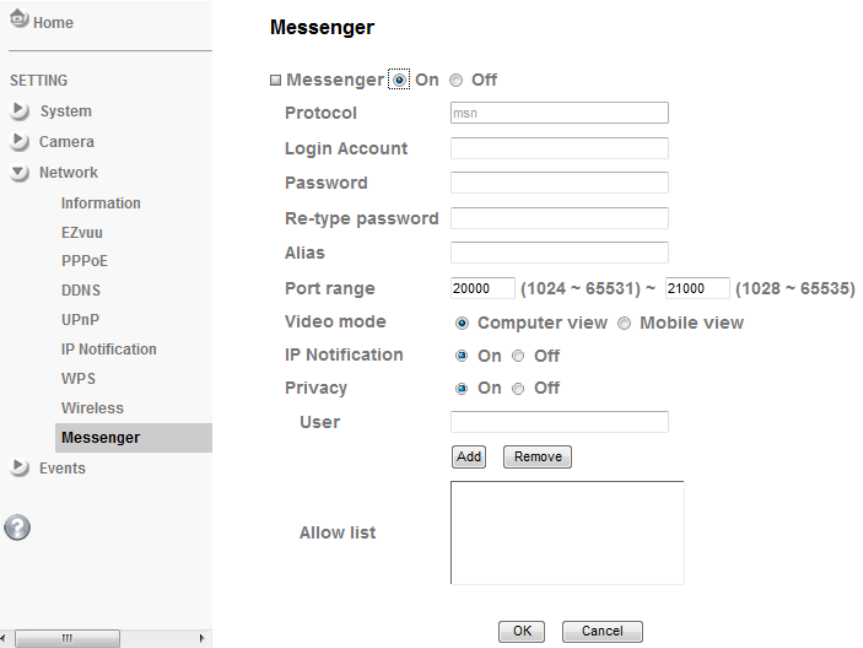 Home
SETTING
System
Camera
Network
Information
EZvuu
PPPoE
DDNS
UPnP
IP Notification
WPS
Wireless
Messenger
Events
Messenger
Messenger On Off
Protocol msn
Login Account
Password
Re-type password
Alias
Port range 20000 (1024 ~ 65531) ~ 21000 (1028 ~ 65535)
Video mode Computer view Mobile view
IP Notification On Off
Privacy On Off
User
Add Remove
Allow list
OK Cancel